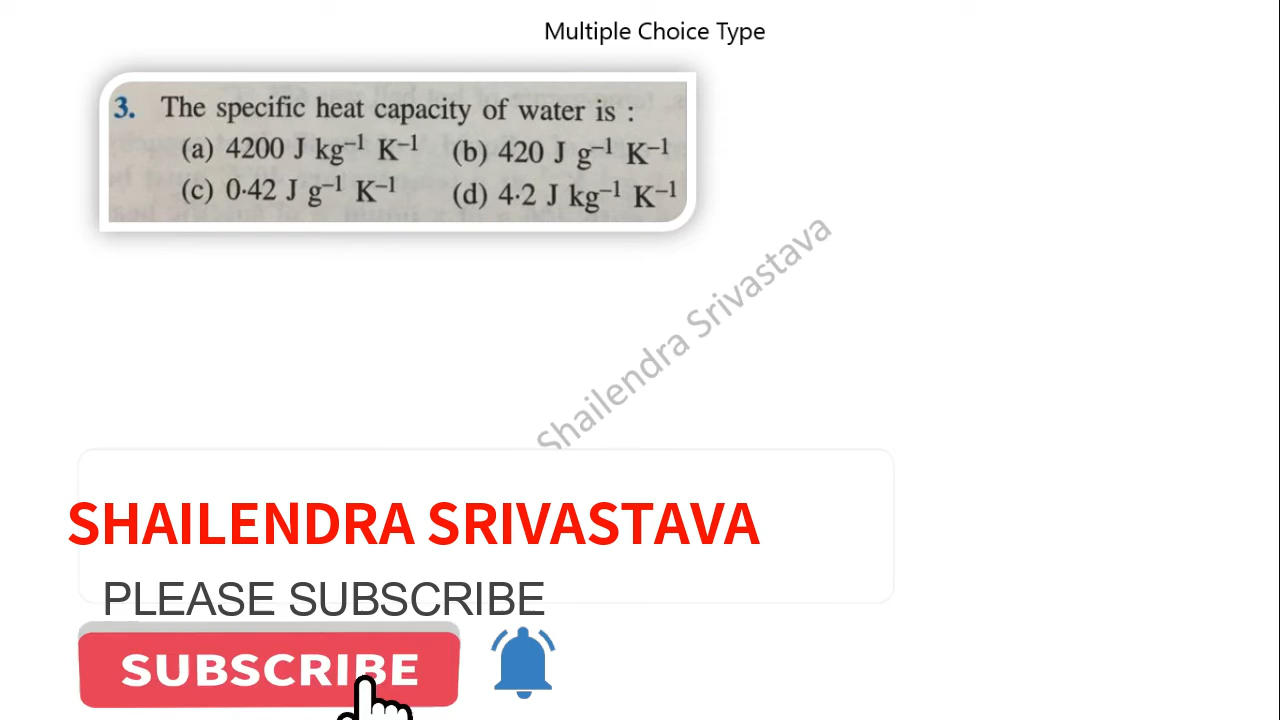 Multiple Choice Type
3. The specific heat capacity of water is :
(a) 4200 J kg⁻¹ K⁻¹ (b) 420 J g⁻¹ K⁻¹
(c) 0·42 J g⁻¹ K⁻¹ (d) 4·2 J kg⁻¹ K⁻¹
Shailendra Srivastava
SHAILENDRA SRIVASTAVA
PLEASE SUBSCRIBE
SUBSCRIBE